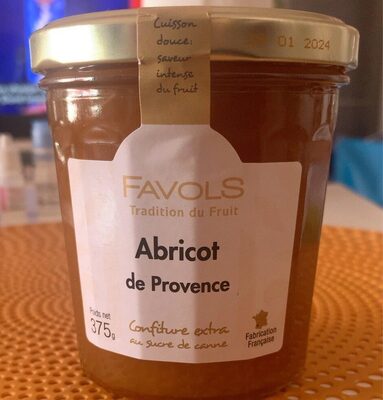 Cuisson
douce:
saveur
intense
du fruit
01 2024
FAVOLS
Tradition du Fruit
Abricot
de Provence
Poids net
375g
Confiture extra
au sucre de canne
Fabrication
Française